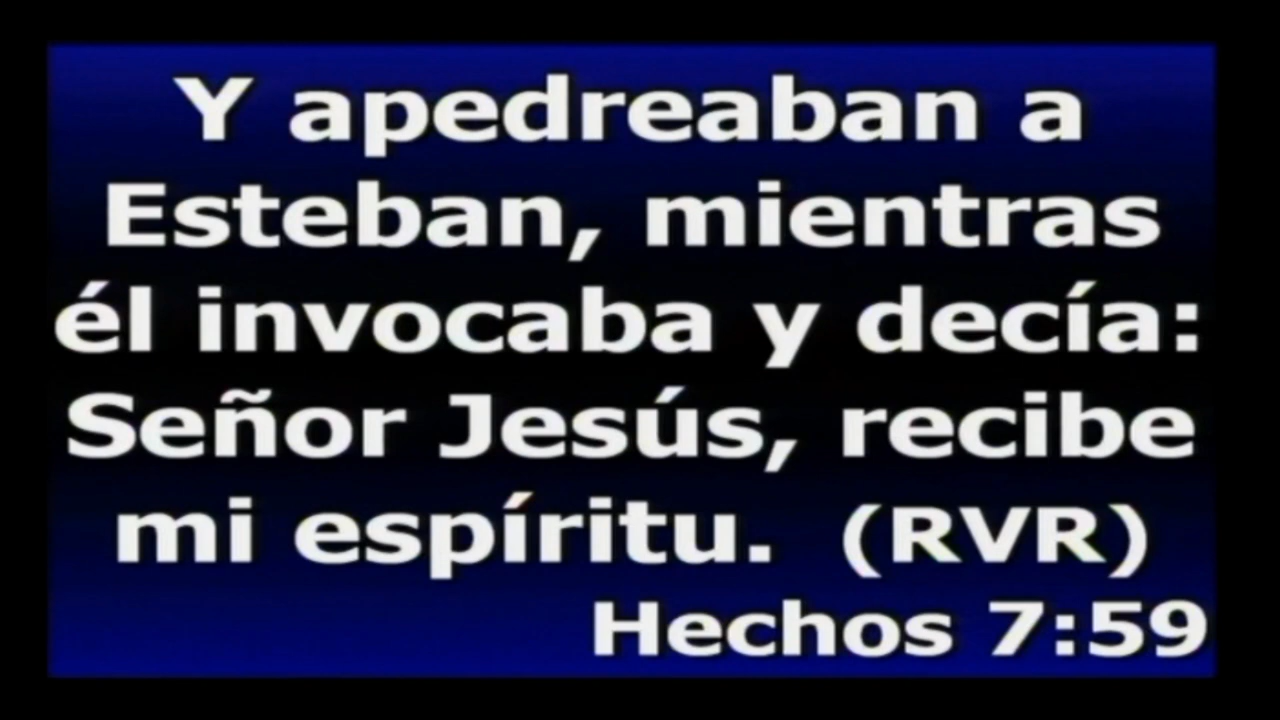 Y apedreaban a
Esteban, mientras
él invocaba y decía:
Señor Jesús, recibe
mi espíritu. (RVR)
Hechos 7:59